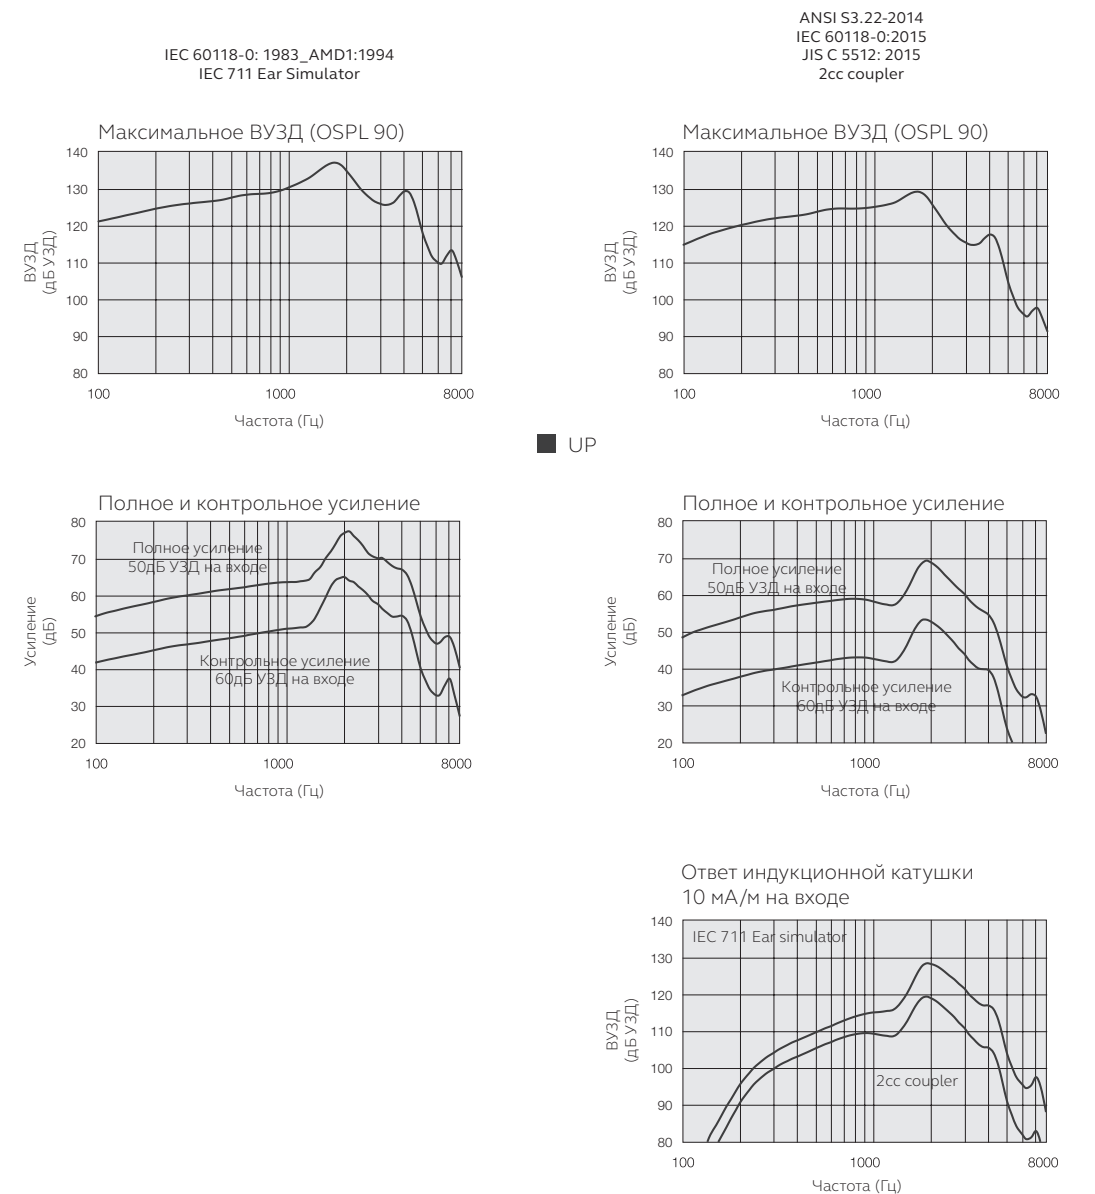 IEC 60118-0: 1983_AMD1:1994
IEC 711 Ear Simulator
ANSI S3.22-2014
IEC 60118-0:2015
JIS C 5512: 2015
2cc coupler
Максимальное ВУЗД (OSPL 90)
140
130
120
110
100
90
80
ВУЗД
(дБ УЗД)
100
1000
8000
Частота (Гц)
Максимальное ВУЗД (OSPL 90)
140
130
120
110
100
90
80
ВУЗД
(дБ УЗД)
100
1000
8000
Частота (Гц)
UP
Полное и контрольное усиление
80
70
60
50
40
30
20
Усиление
(дБ)
Полное усиление
50дБ УЗД на входе
Контрольное усиление
60дБ УЗД на входе
100
1000
8000
Частота (Гц)
Полное и контрольное усиление
80
70
60
50
40
30
20
Усиление
(дБ)
Полное усиление
50дБ УЗД на входе
Контрольное усиление
60дБ УЗД на входе
100
1000
8000
Частота (Гц)
Ответ индукционной катушки
10 мА/м на входе
140
130
120
110
100
90
80
ВУЗД
(дБ УЗД)
IEC 711 Ear simulator
2cc coupler
100
1000
8000
Частота (Гц)